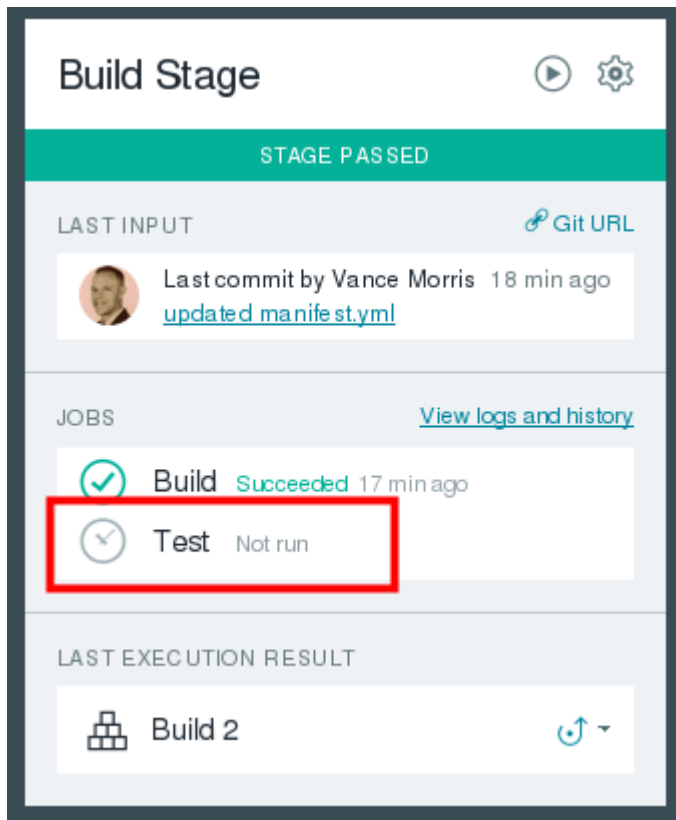 Build Stage
STAGE PASSED
LAST INPUT Git URL
Last commit by Vance Morris 18 min ago
updated manifest.yml
JOBS View logs and history
Build Succeeded 17 min ago
Test Not run
LAST EXECUTION RESULT
Build 2